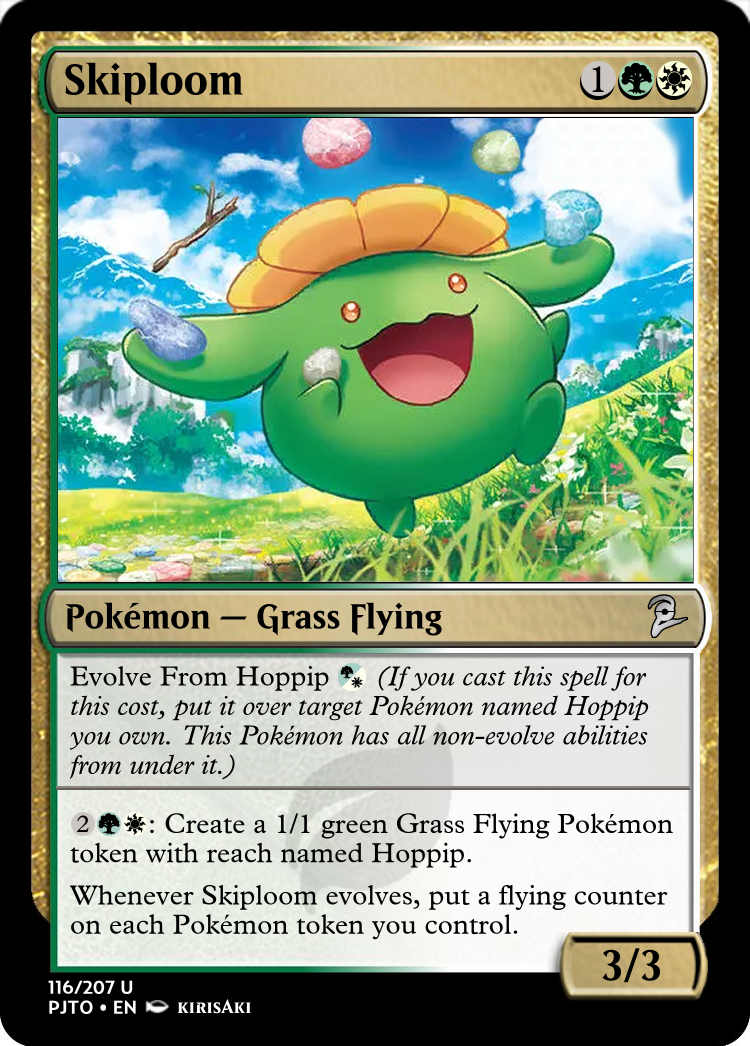 Skiploom 1
Pokémon — Grass Flying
Evolve From Hoppip (If you cast this spell for
this cost, put it over target Pokémon named Hoppip
you own. This Pokémon has all non-evolve abilities
from under it.)
2 : Create a 1/1 green Grass Flying Pokémon
token with reach named Hoppip.
Whenever Skiploom evolves, put a flying counter
on each Pokémon token you control.
3/3
116/207 U
PJTO • EN KIRISAKI